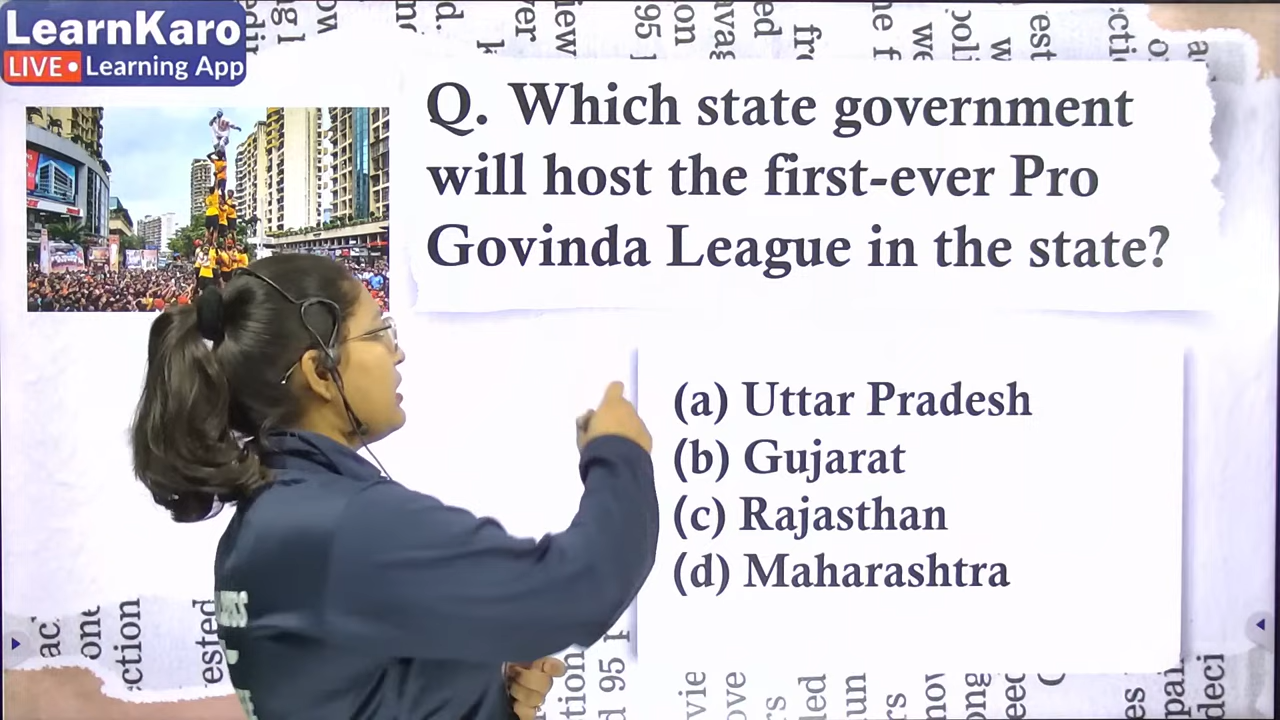 LearnKaro
LIVE • Learning App
Q. Which state government
will host the first-ever Pro
Govinda League in the state?
(a) Uttar Pradesh
(b) Gujarat
(c) Rajasthan
(d) Maharashtra